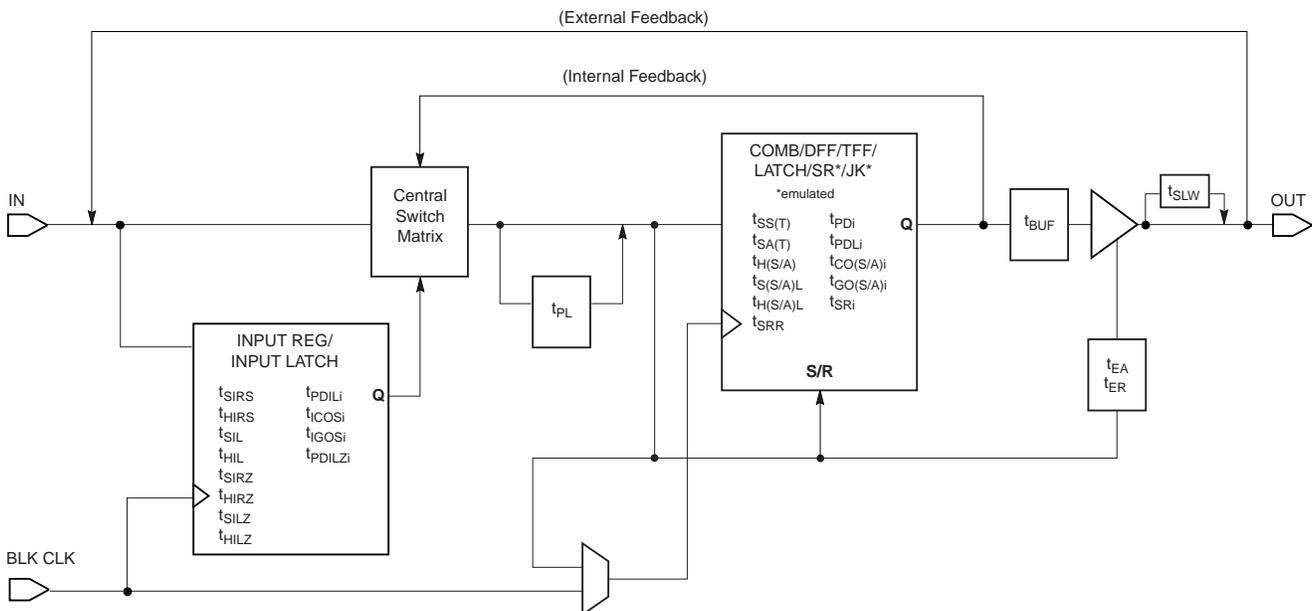 (External Feedback)
(Internal Feedback)
IN
Central
Switch
Matrix
tPL
COMB/DFF/TFF/
LATCH/SR*/JK*
*emulated
tSS(T)
tSA(T)
tH(S/A)
tS(S/A)L
tH(S/A)L
tSRR
tPDi
tPDLi
tCO(S/A)i
tGO(S/A)i
tSRi
Q
S/R
tBUF
tSLW
OUT
tEA
tER
INPUT REG/
INPUT LATCH
tSIRS
tHIRS
tSIL
tHIL
tSIRZ
tHIRZ
tSILZ
tHILZ
tPDILi
tICOSi
tIGOSi
tPDILZi
Q
BLK CLK